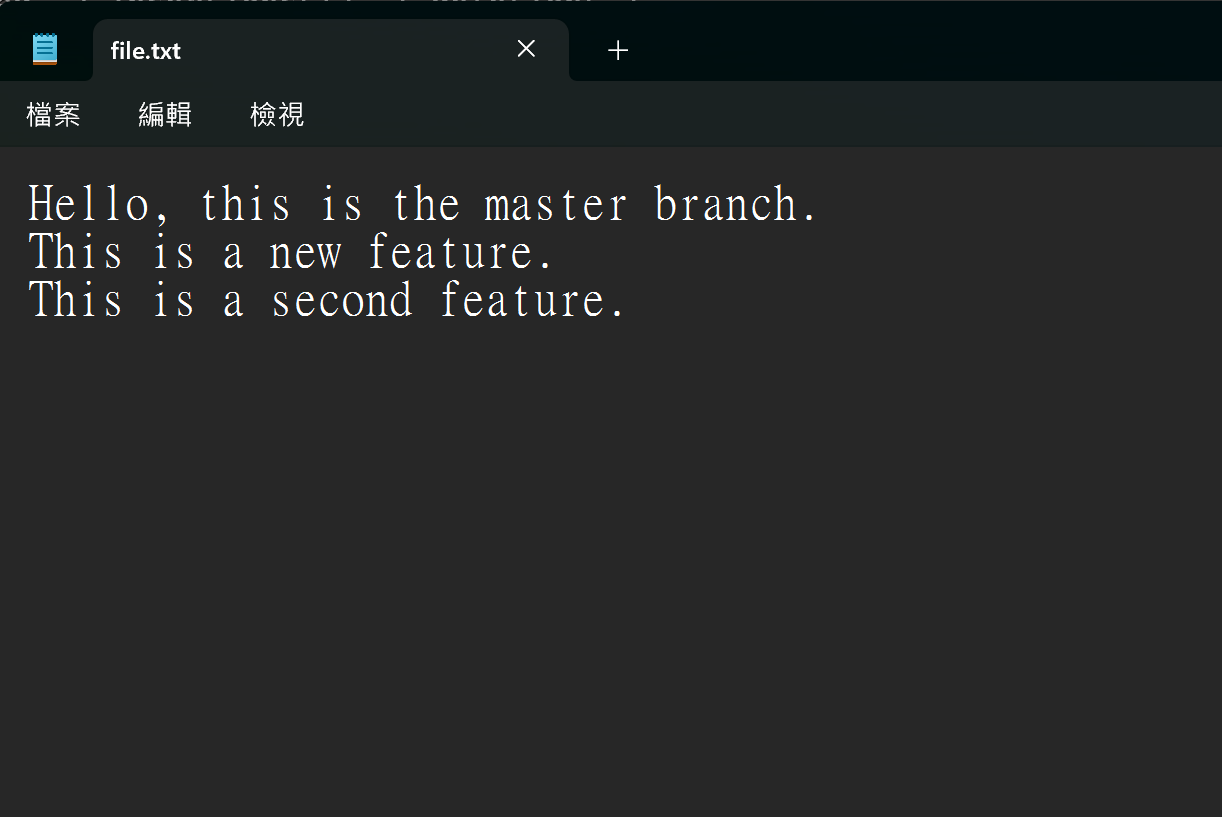 file.txt
檔案 編輯 檢視
Hello, this is the master branch.
This is a new feature.
This is a second feature.